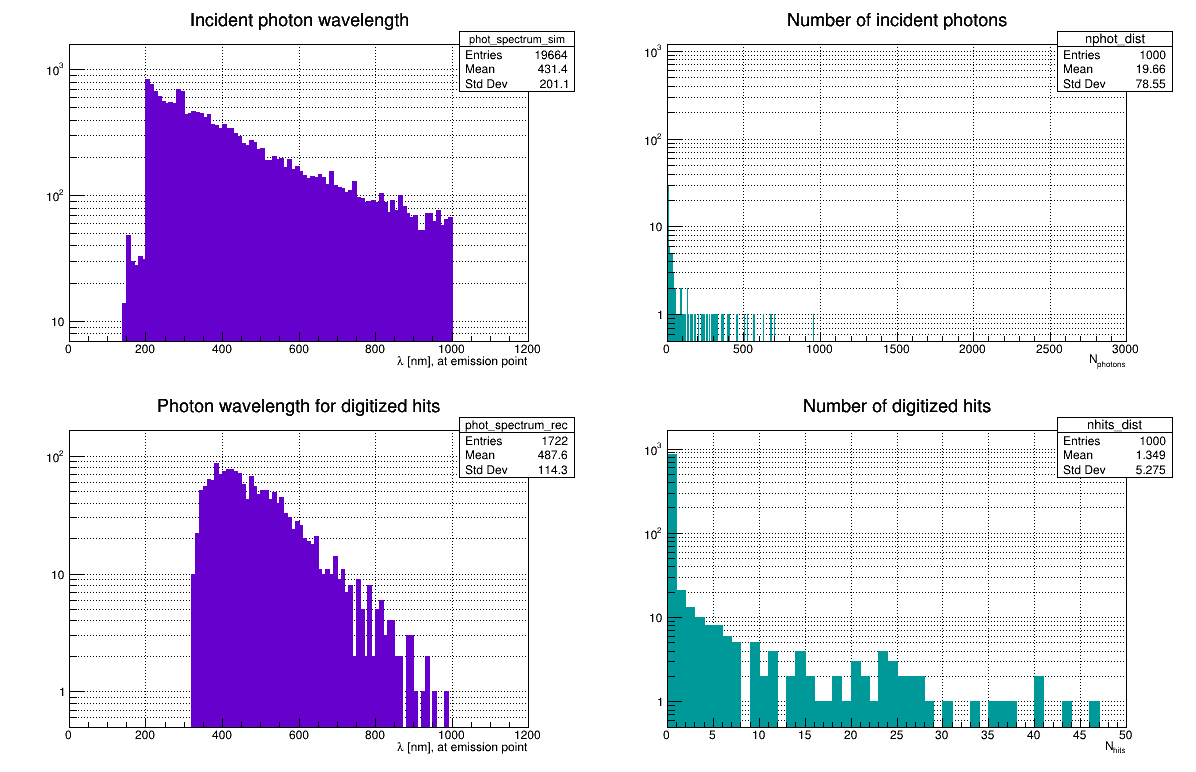 Incident photon wavelength
phot_spectrum_sim
Entries 19664
Mean 431.4
Std Dev 201.1
10³
10²
10
0 200 400 600 800 1000 1200
λ [nm], at emission point
Number of incident photons
nphot_dist
Entries 1000
Mean 19.66
Std Dev 78.55
10³
10²
10
1
0 500 1000 1500 2000 2500 3000
N_photons
Photon wavelength for digitized hits
phot_spectrum_rec
Entries 1722
Mean 487.6
Std Dev 114.3
10²
10
1
0 200 400 600 800 1000 1200
λ [nm], at emission point
Number of digitized hits
nhits_dist
Entries 1000
Mean 1.349
Std Dev 5.275
10³
10²
10
1
0 5 10 15 20 25 30 35 40 45 50
N_hits